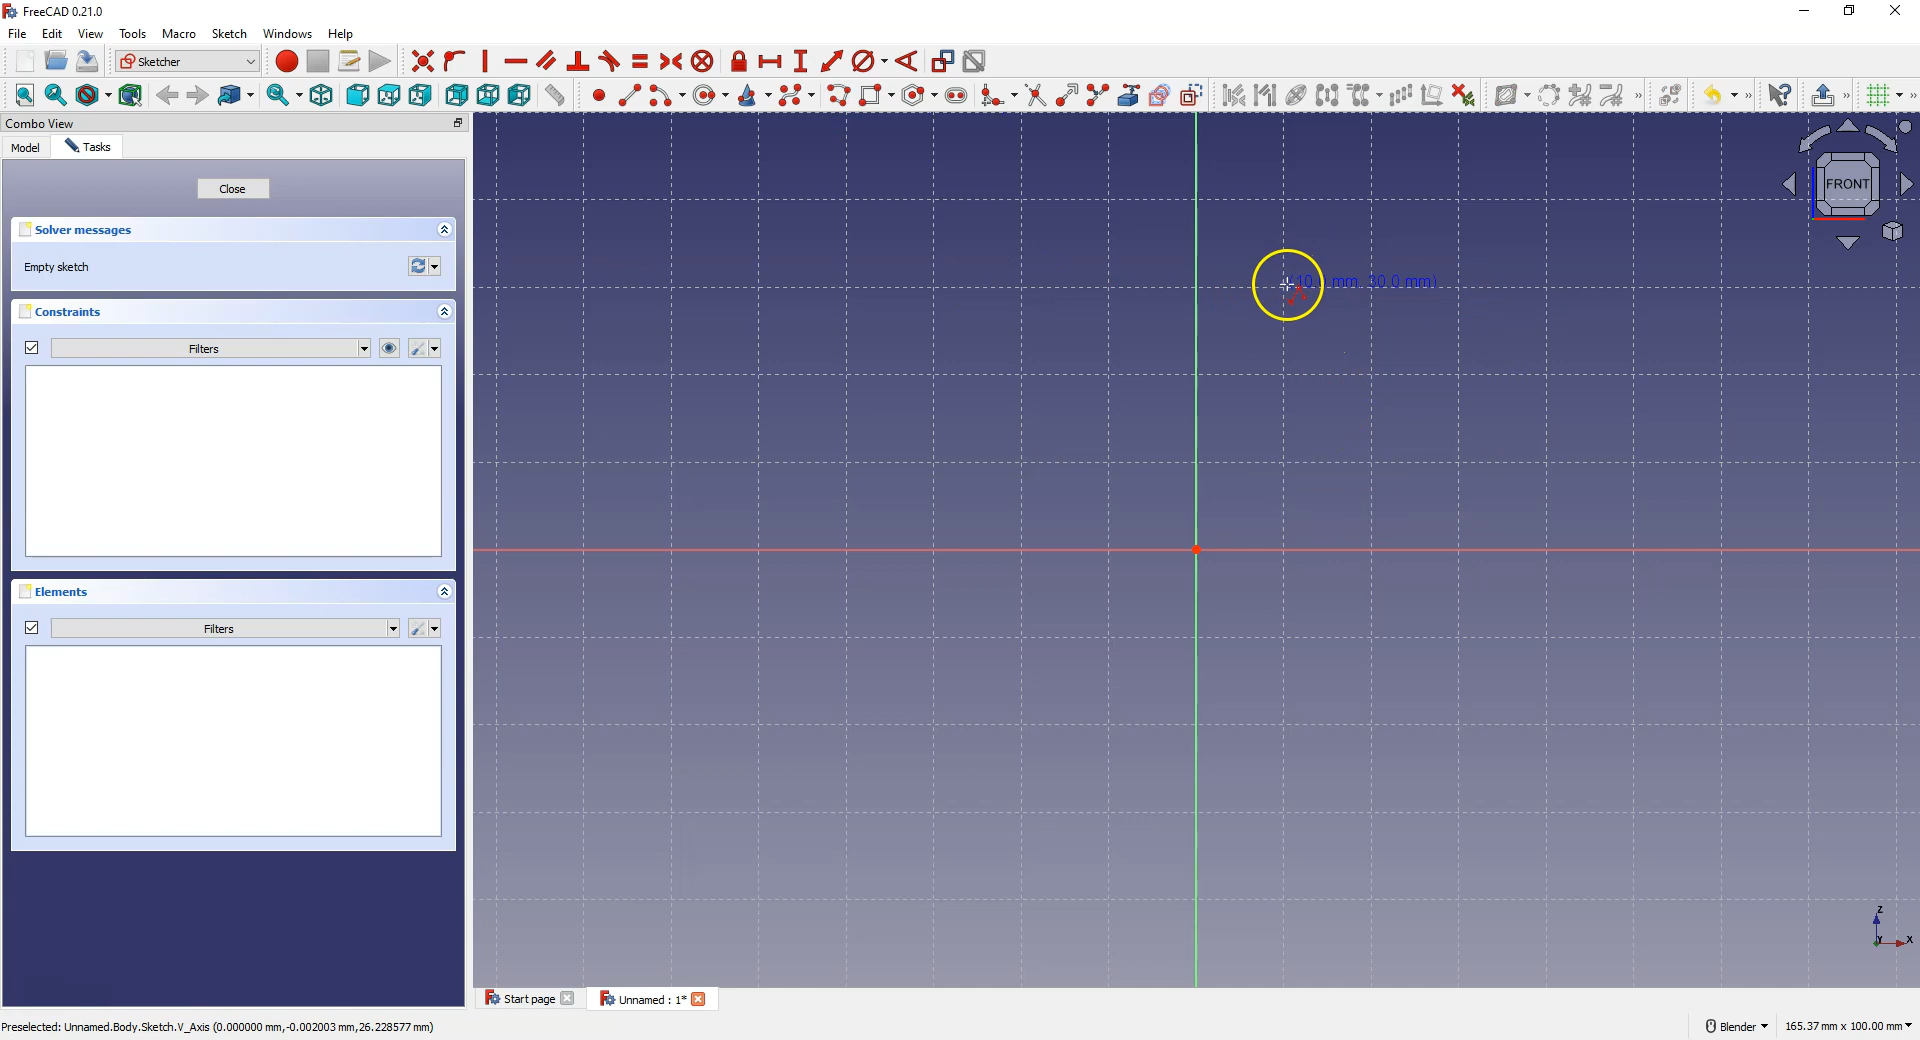 FreeCAD 0.21.0
File Edit View Tools Macro Sketch Windows Help
Sketcher
Combo View
Model Tasks
Close
Solver messages
Empty sketch
Constraints
Filters
Elements
Filters
mm, 30.0 mm)
FRONT
Z
Y X
Start page Unnamed : 1*
Preselected: Unnamed.Body.Sketch.V_Axis (0.000000 mm,-0.002003 mm,26.228577 mm)
Blender 165.37 mm x 100.00 mm